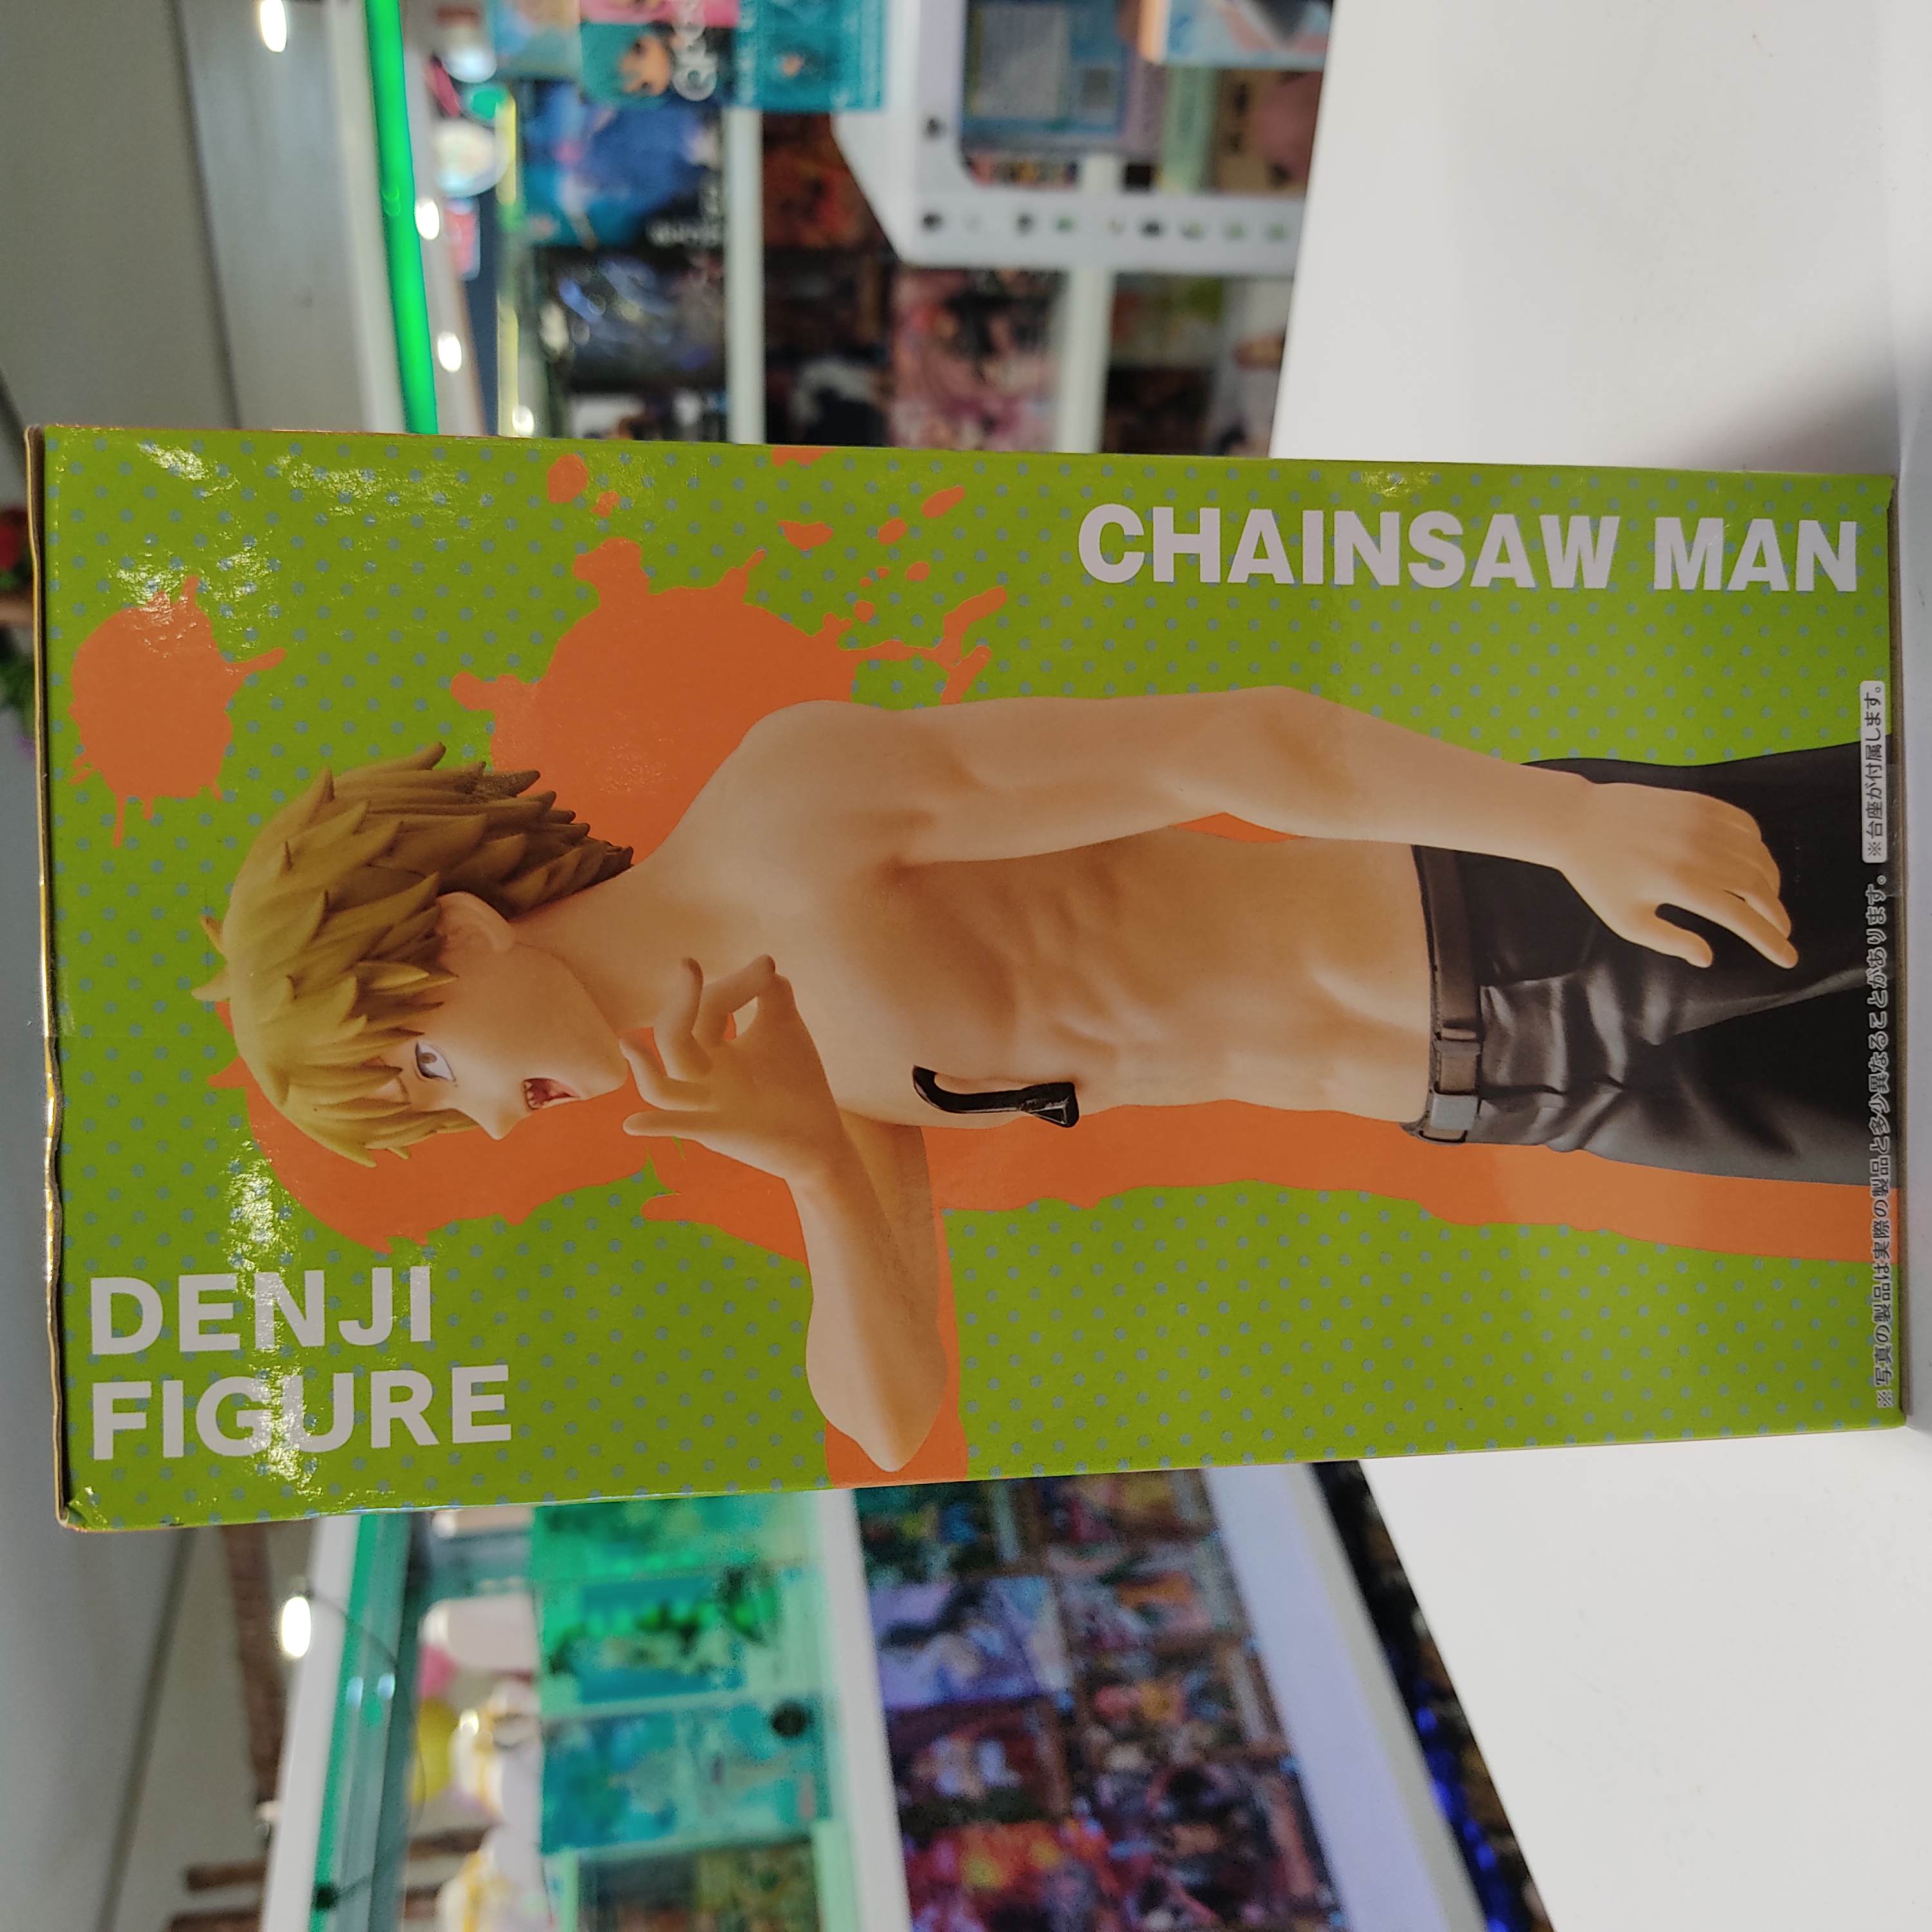 DENJI
FIGURE
CHAINSAW MAN
※写真の製品は実際の製品と多少異なることがあります。 ※台座が付属します。